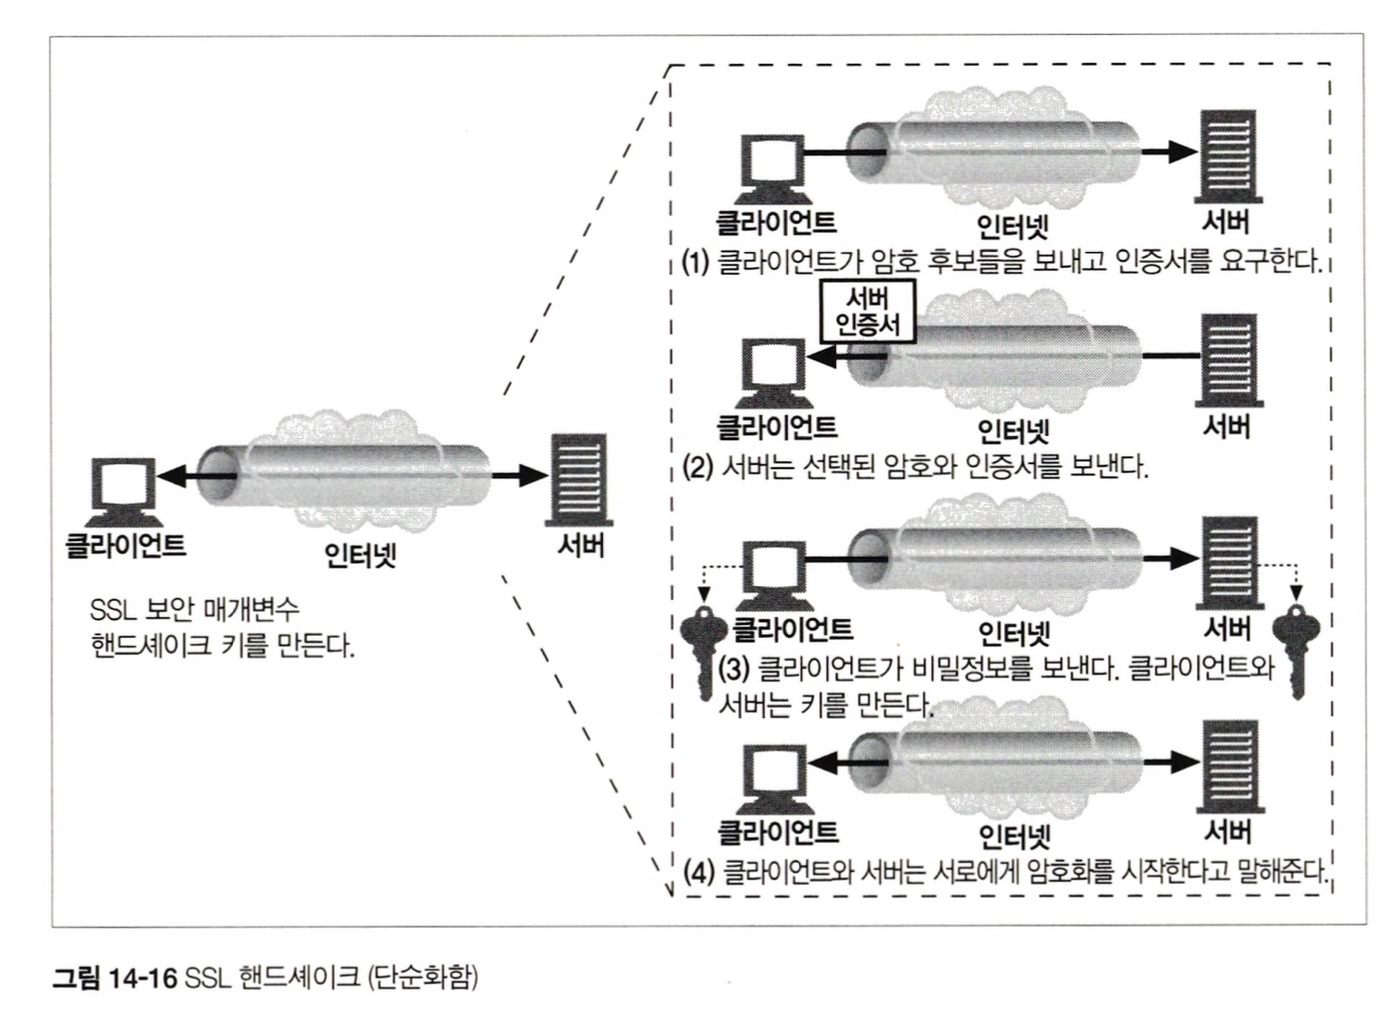 클라이언트
인터넷
서버
SSL 보안 매개변수
핸드셰이크 키를 만든다.
클라이언트
인터넷
서버
(1) 클라이언트가 암호 후보들을 보내고 인증서를 요구한다.
서버
인증서
클라이언트
인터넷
서버
(2) 서버는 선택된 암호와 인증서를 보낸다.
클라이언트
인터넷
서버
(3) 클라이언트가 비밀정보를 보낸다. 클라이언트와
서버는 키를 만든다.
클라이언트
인터넷
서버
(4) 클라이언트와 서버는 서로에게 암호화를 시작한다고 말해준다.
그림 14-16 SSL 핸드셰이크 (단순화함)